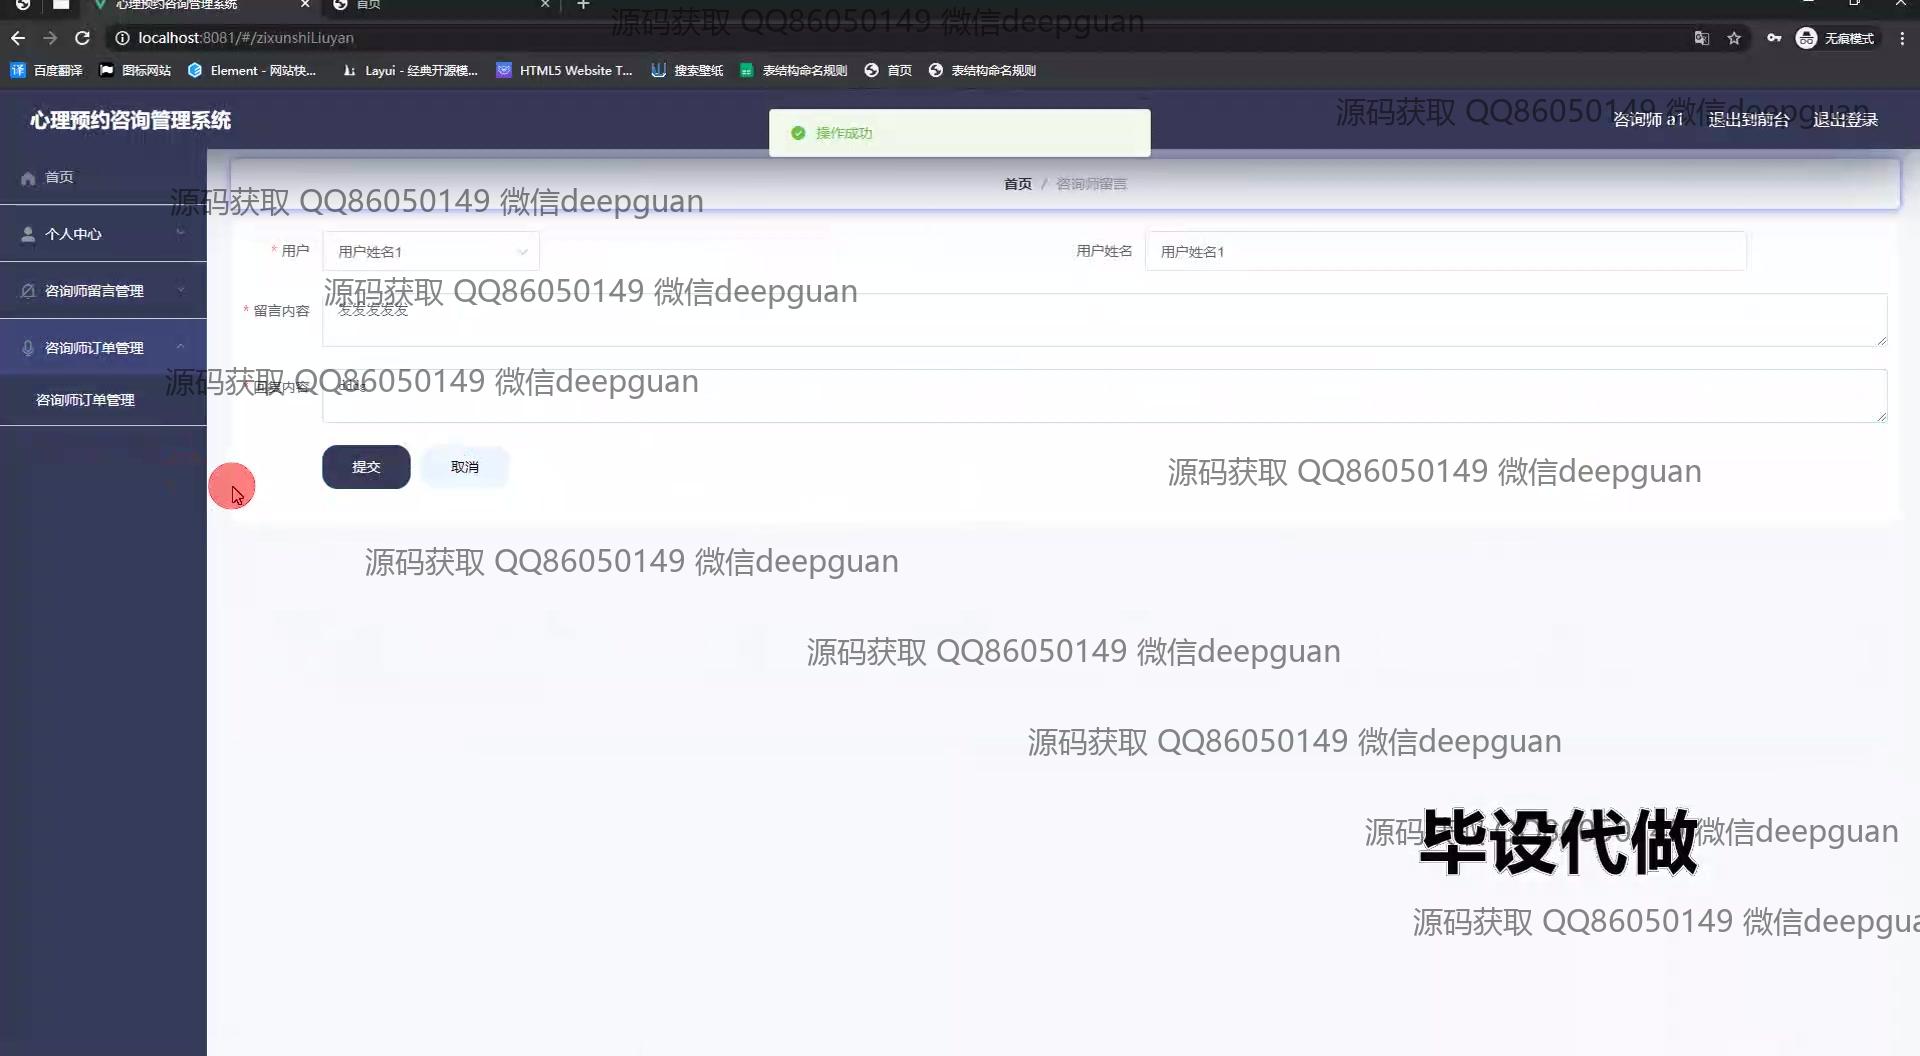 心理预约咨询管理系统
首页
源码获取 QQ86050149 微信deepguan
localhost:8081/#/zixunshiLiuyan
无痕模式
百度翻译
图标网站
Element - 网站快...
Layui - 经典开源模...
HTML5 Website T...
搜索壁纸
表结构命名规则
首页
表结构命名规则
心理预约咨询管理系统
操作成功
源码获取 QQ86050149 微信deepguan
咨询师 a1
退出到前台
退出登录
首页
个人中心
咨询师留言管理
咨询师订单管理
咨询师订单管理
首页 / 咨询师留言
源码获取 QQ86050149 微信deepguan
* 用户
用户姓名1
用户姓名
用户姓名1
源码获取 QQ86050149 微信deepguan
* 留言内容
发发发发发
源码获取 QQ86050149 微信deepguan
* 回复内容
提交
取消
源码获取 QQ86050149 微信deepguan
源码获取 QQ86050149 微信deepguan
源码获取 QQ86050149 微信deepguan
源码获取 QQ86050149 微信deepguan
源码获取 QQ86050149 微信deepguan
毕设代做
源码获取 QQ86050149 微信deepgua